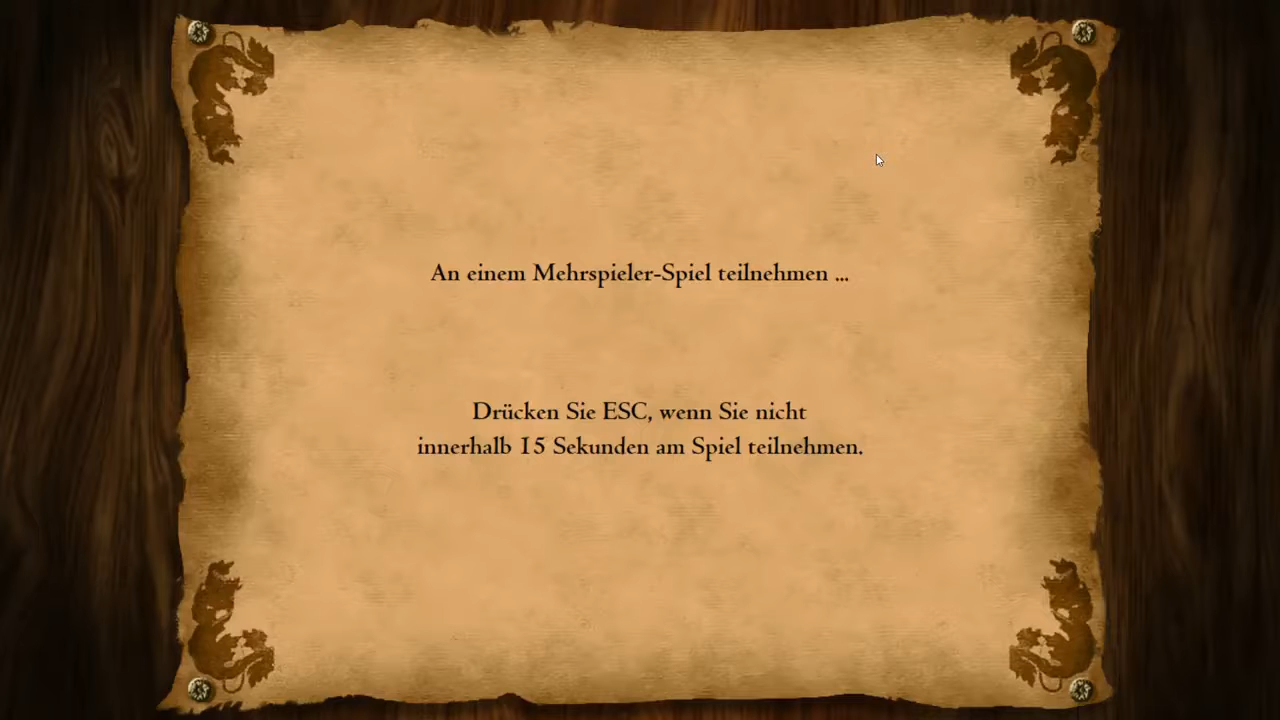 An einem Mehrspieler-Spiel teilnehmen ...
Drücken Sie ESC, wenn Sie nicht
innerhalb 15 Sekunden am Spiel teilnehmen.